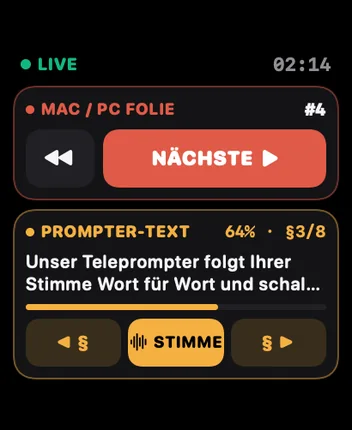 LIVE 02:14
MAC / PC FOLIE #4
NÄCHSTE
PROMPTER-TEXT 64% · §3/8
Unser Teleprompter folgt Ihrer
Stimme Wort für Wort und schal...
§ STIMME §